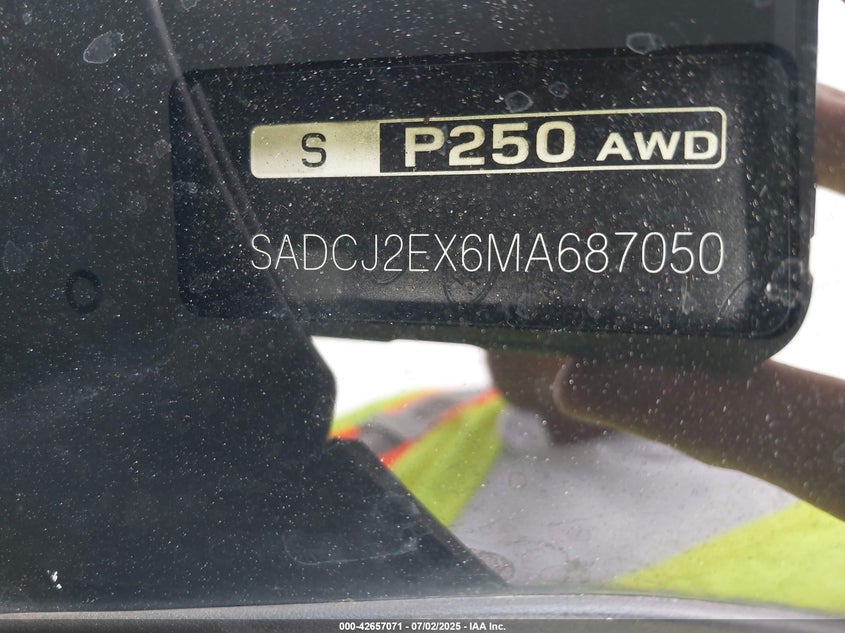 S P250 AWD
SADCJ2EX6MA687050
000-42657071 - 07/02/2025 - IAA Inc.